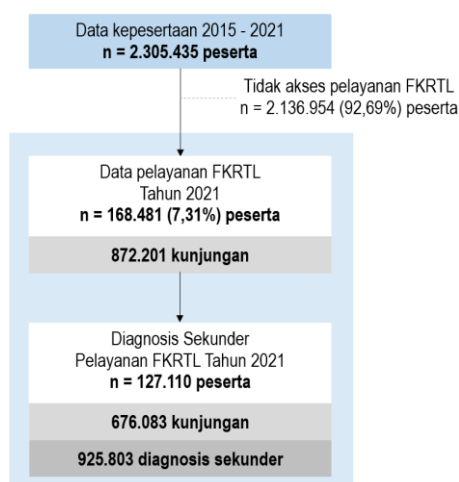 Data kepesertaan 2015 - 2021
n = 2.305.435 peserta
Tidak akses pelayanan FKRTL
n = 2.136.954 (92,69%) peserta
Data pelayanan FKRTL
Tahun 2021
n = 168.481 (7,31%) peserta
872.201 kunjungan
Diagnosis Sekunder
Pelayanan FKRTL Tahun 2021
n = 127.110 peserta
676.083 kunjungan
925.803 diagnosis sekunder